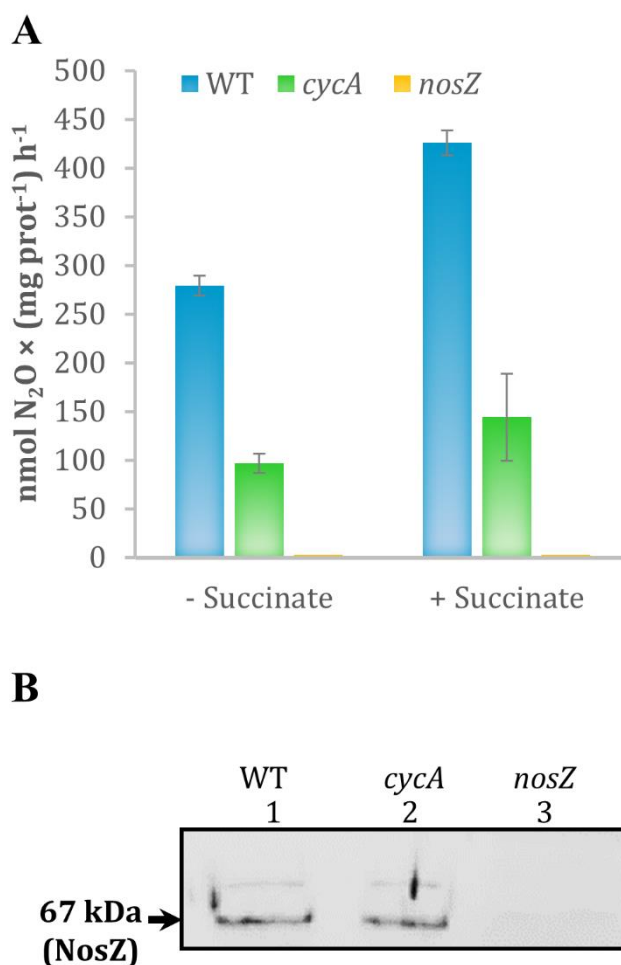 A
500
450
400
350
300
250
200
150
100
50
0
nmol N₂O × (mg prot⁻¹) h⁻¹
WT cycA nosZ
- Succinate + Succinate
B
WT cycA nosZ
1 2 3
67 kDa
(NosZ)